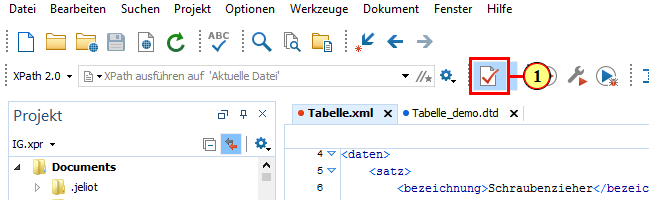 Datei Bearbeiten Suchen Projekt Optionen Werkzeuge Dokument Fenster Hilfe
ABC
XPath 2.0 XPath ausführen auf 'Aktuelle Datei'
1
Projekt
Tabelle.xml Tabelle_demo.dtd
IG.xpr
4 <daten>
Documents
5 <satz>
.jeliot
6 <bezeichnung>Schraubenzieher</bezeic